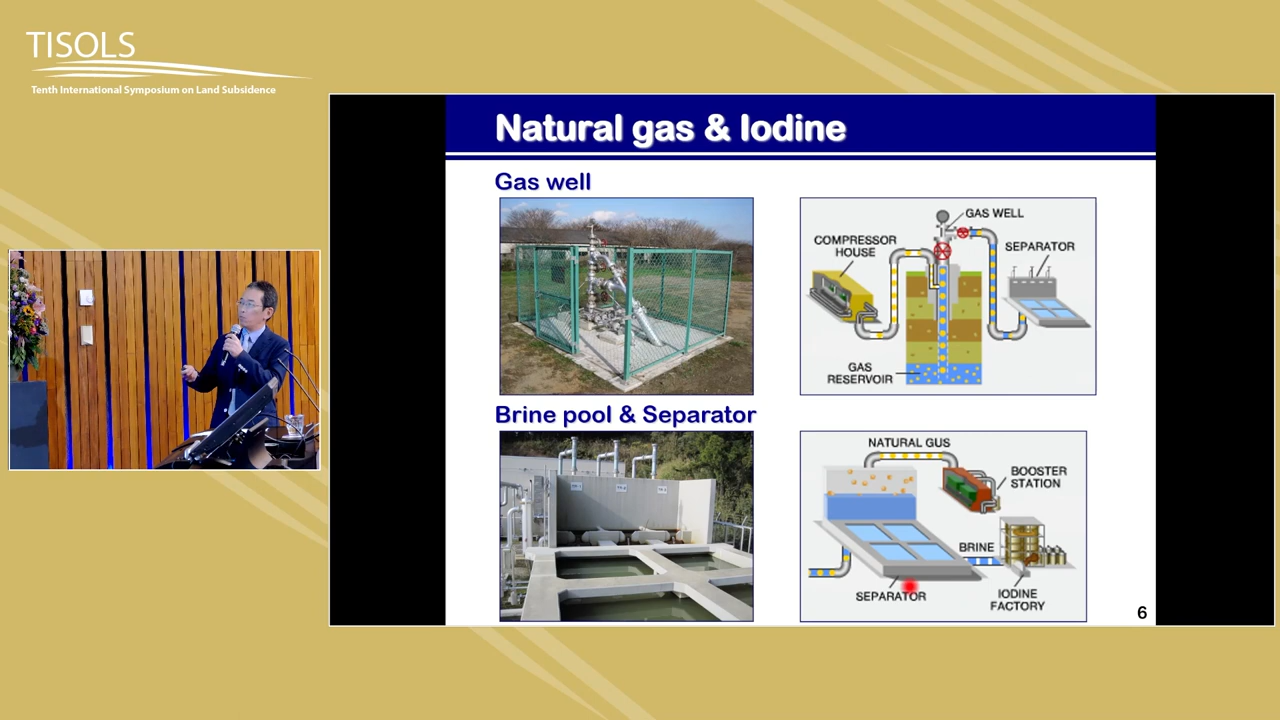 TISOLS
Tenth International Symposium on Land Subsidence
Natural gas & Iodine
Gas well
GAS WELL
COMPRESSOR
HOUSE
SEPARATOR
GAS
RESERVOIR
Brine pool & Separator
NATURAL GUS
BOOSTER
STATION
BRINE
SEPARATOR
IODINE
FACTORY
6